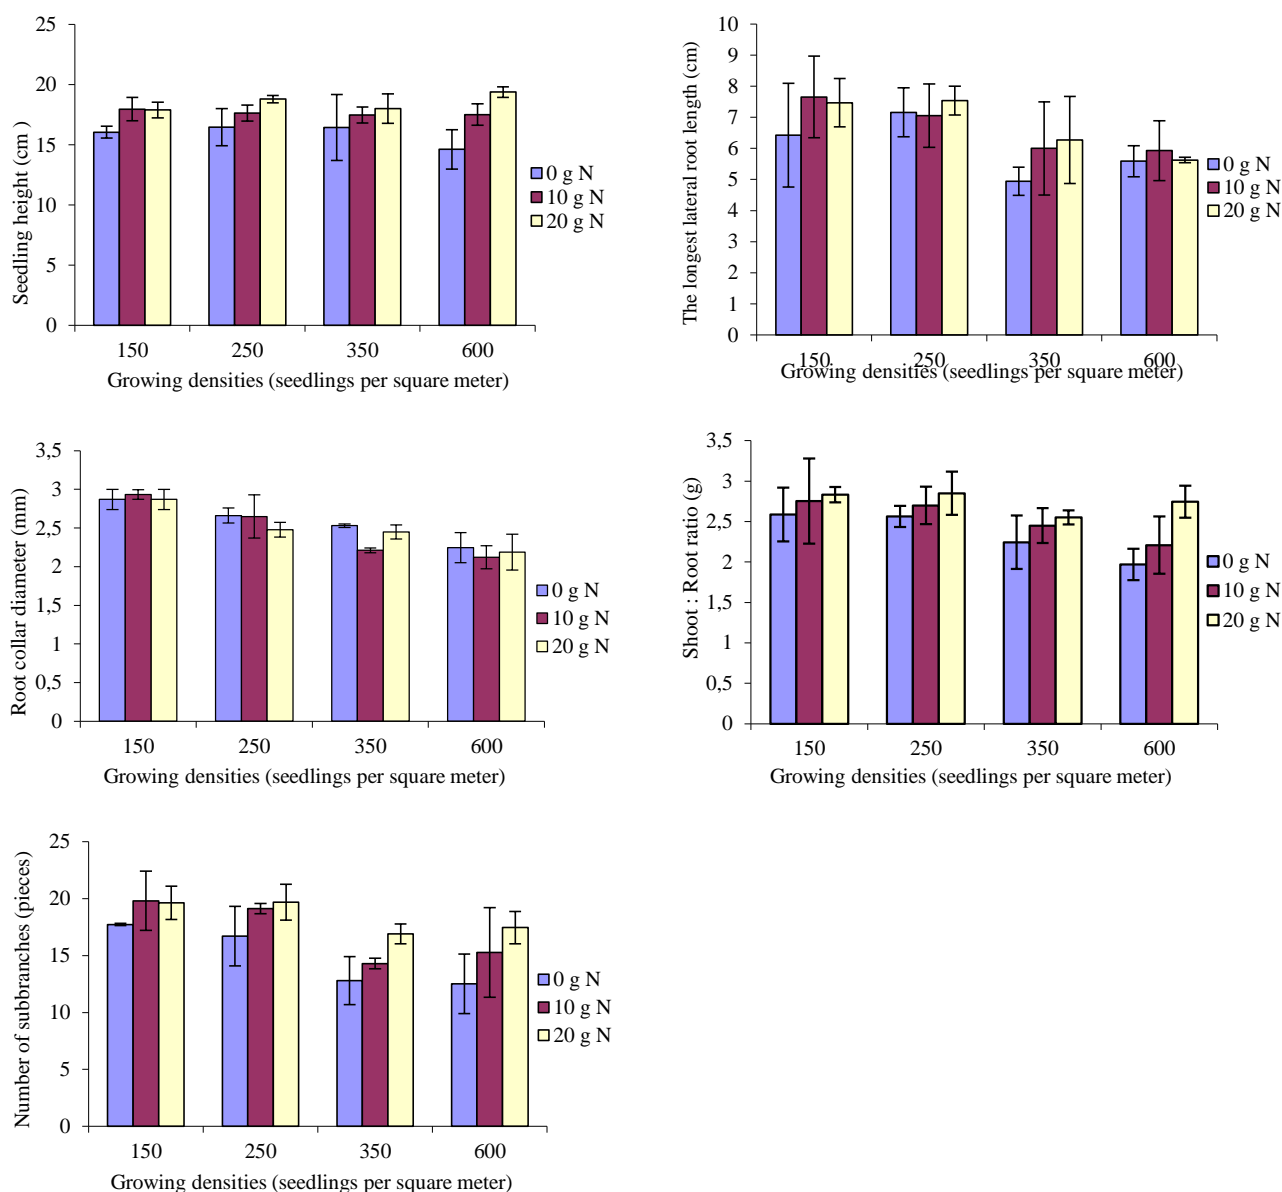 Seedling height (cm )
25
20
15
10
5
0
150 250 350 600
Growing densities (seedlings per square meter)
0 g N
10 g N
20 g N
The longest lateral root length (cm)
10
9
8
7
6
5
4
3
2
1
0
150 250 350 600
Growing densities (seedlings per square meter)
0 g N
10 g N
20 g N
Root collar diameter (mm)
3,5
3
2,5
2
1,5
1
0,5
0
150 250 350 600
Growing densities (seedlings per square meter)
0 g N
10 g N
20 g N
Shoot : Root ratio (g)
3,5
3
2,5
2
1,5
1
0,5
0
150 250 350 600
Growing densities (seedlings per square meter)
0 g N
10 g N
20 g N
Number of subbranches (pieces)
25
20
15
10
5
0
150 250 350 600
Growing densities (seedlings per square meter)
0 g N
10 g N
20 g N